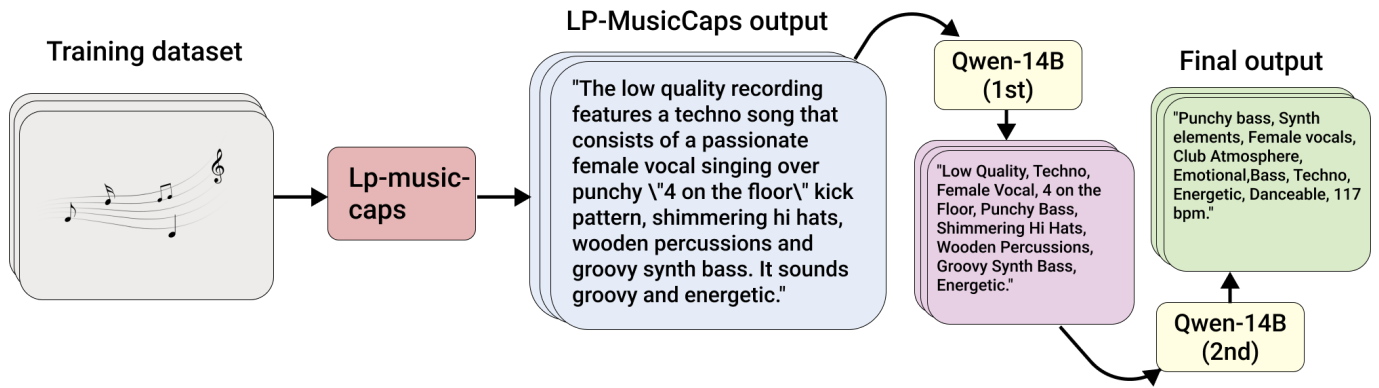 Training dataset
Lp-music-
caps
LP-MusicCaps output
"The low quality recording
features a techno song that
consists of a passionate
female vocal singing over
punchy \"4 on the floor\" kick
pattern, shimmering hi hats,
wooden percussions and
groovy synth bass. It sounds
groovy and energetic."
Qwen-14B
(1st)
"Low Quality, Techno,
Female Vocal, 4 on the
Floor, Punchy Bass,
Shimmering Hi Hats,
Wooden Percussions,
Groovy Synth Bass,
Energetic."
Qwen-14B
(2nd)
Final output
"Punchy bass, Synth
elements, Female vocals,
Club Atmosphere,
Emotional,Bass, Techno,
Energetic, Danceable, 117
bpm."